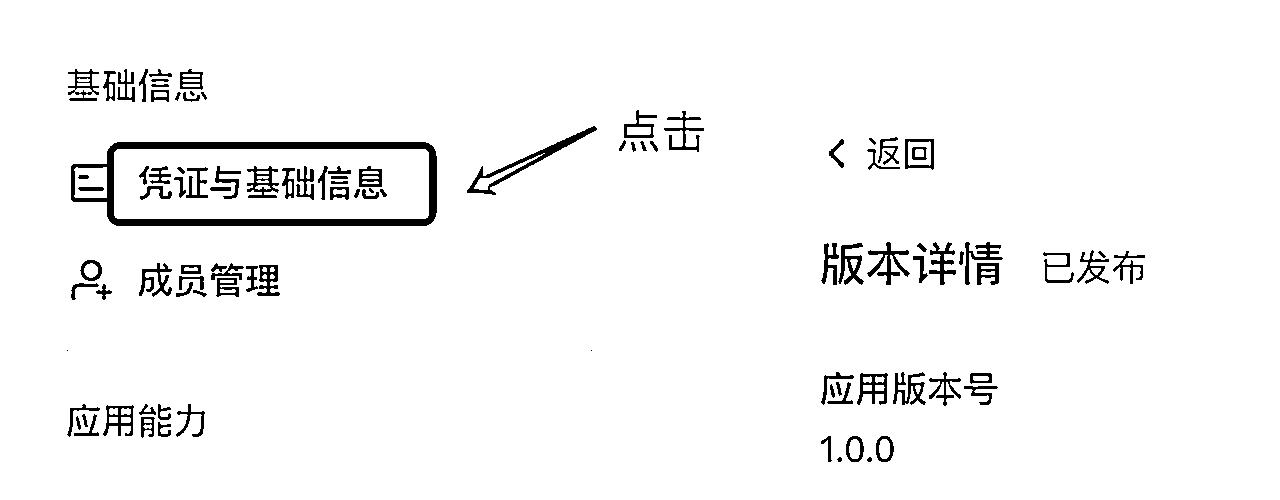 基础信息
凭证与基础信息
点击
成员管理
应用能力
返回
版本详情 已发布
应用版本号
1.0.0